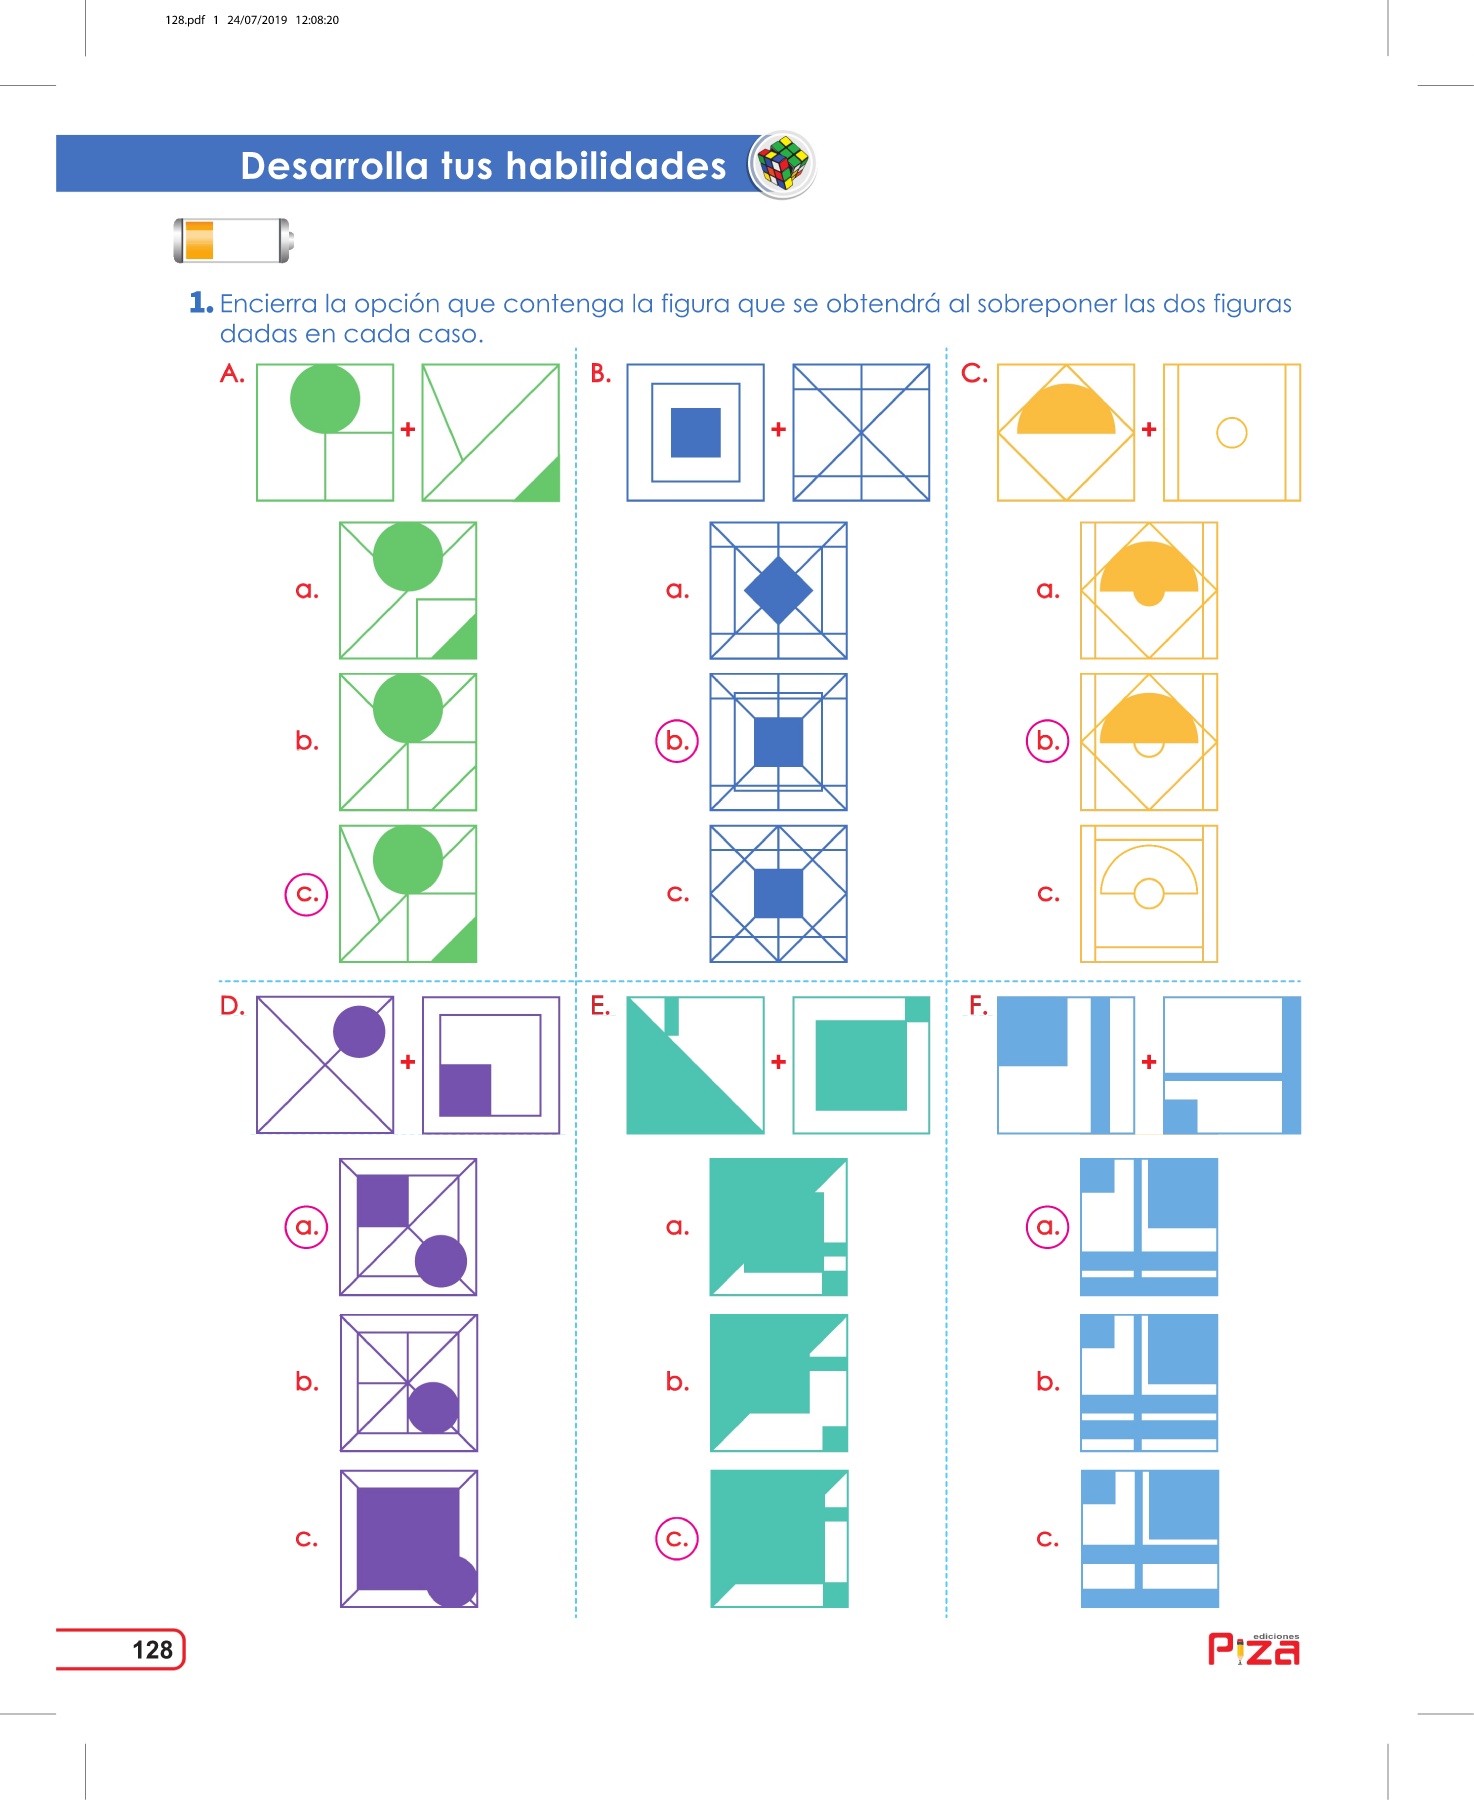 128.pdf 1 24/07/2019 12:08:20
Desarrolla tus habilidades
1. Encierra la opción que contenga la figura que se obtendrá al sobreponer las dos figuras
dadas en cada caso.
A. + B. + C. +
a. a. a.
b. b. b.
c. c. c.
D. + E. + F. +
a. a. a.
b. b. b.
c. c. c.
128
ediciones
Piza